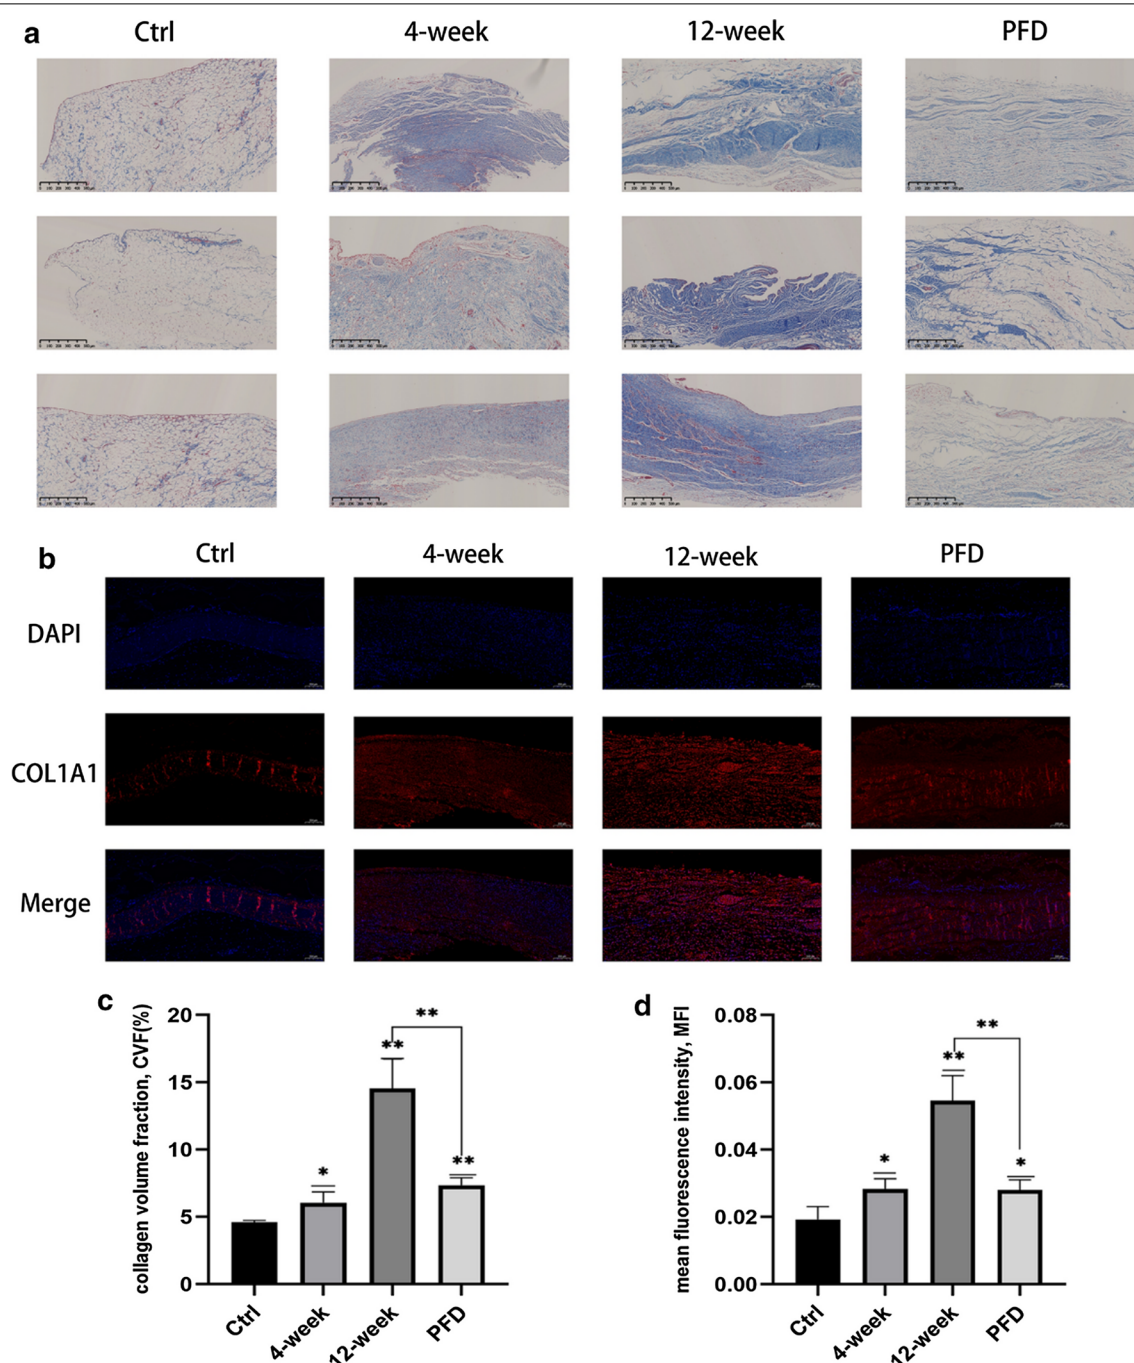 a
Ctrl 4-week 12-week PFD
b
Ctrl 4-week 12-week PFD
DAPI
COL1A1
Merge
c
collagen volume fraction, CVF(%)
20
15
10
5
0
**
**
*
**
Ctrl 4-week 12-week PFD
d
mean fluorescence intensity, MFI
0.08
0.06
0.04
0.02
0.00
**
**
*
*
Ctrl 4-week 12-week PFD